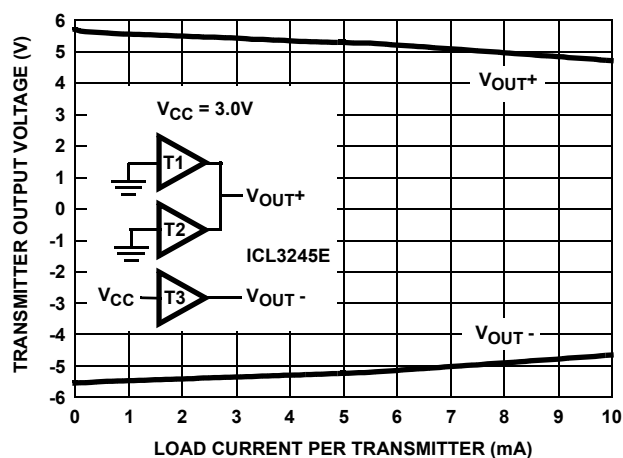 TRANSMITTER OUTPUT VOLTAGE (V)
6
5
4
3
2
1
0
-1
-2
-3
-4
-5
-6
VOUT+
VCC = 3.0V
T1
VOUT+
T2
ICL3245E
VCC
T3
VOUT -
VOUT -
0 1 2 3 4 5 6 7 8 9 10
LOAD CURRENT PER TRANSMITTER (mA)